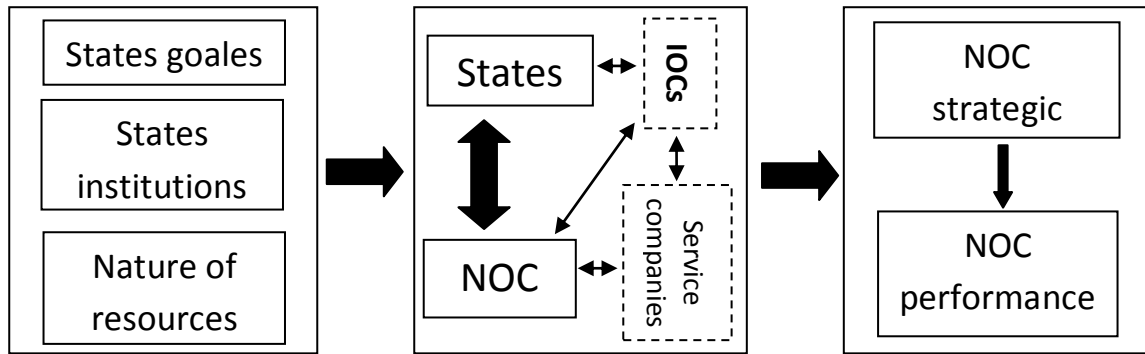 States goales
States
institutions
Nature of
resources
States
IOCs
NOC
Service
companies
NOC
strategic
NOC
performance